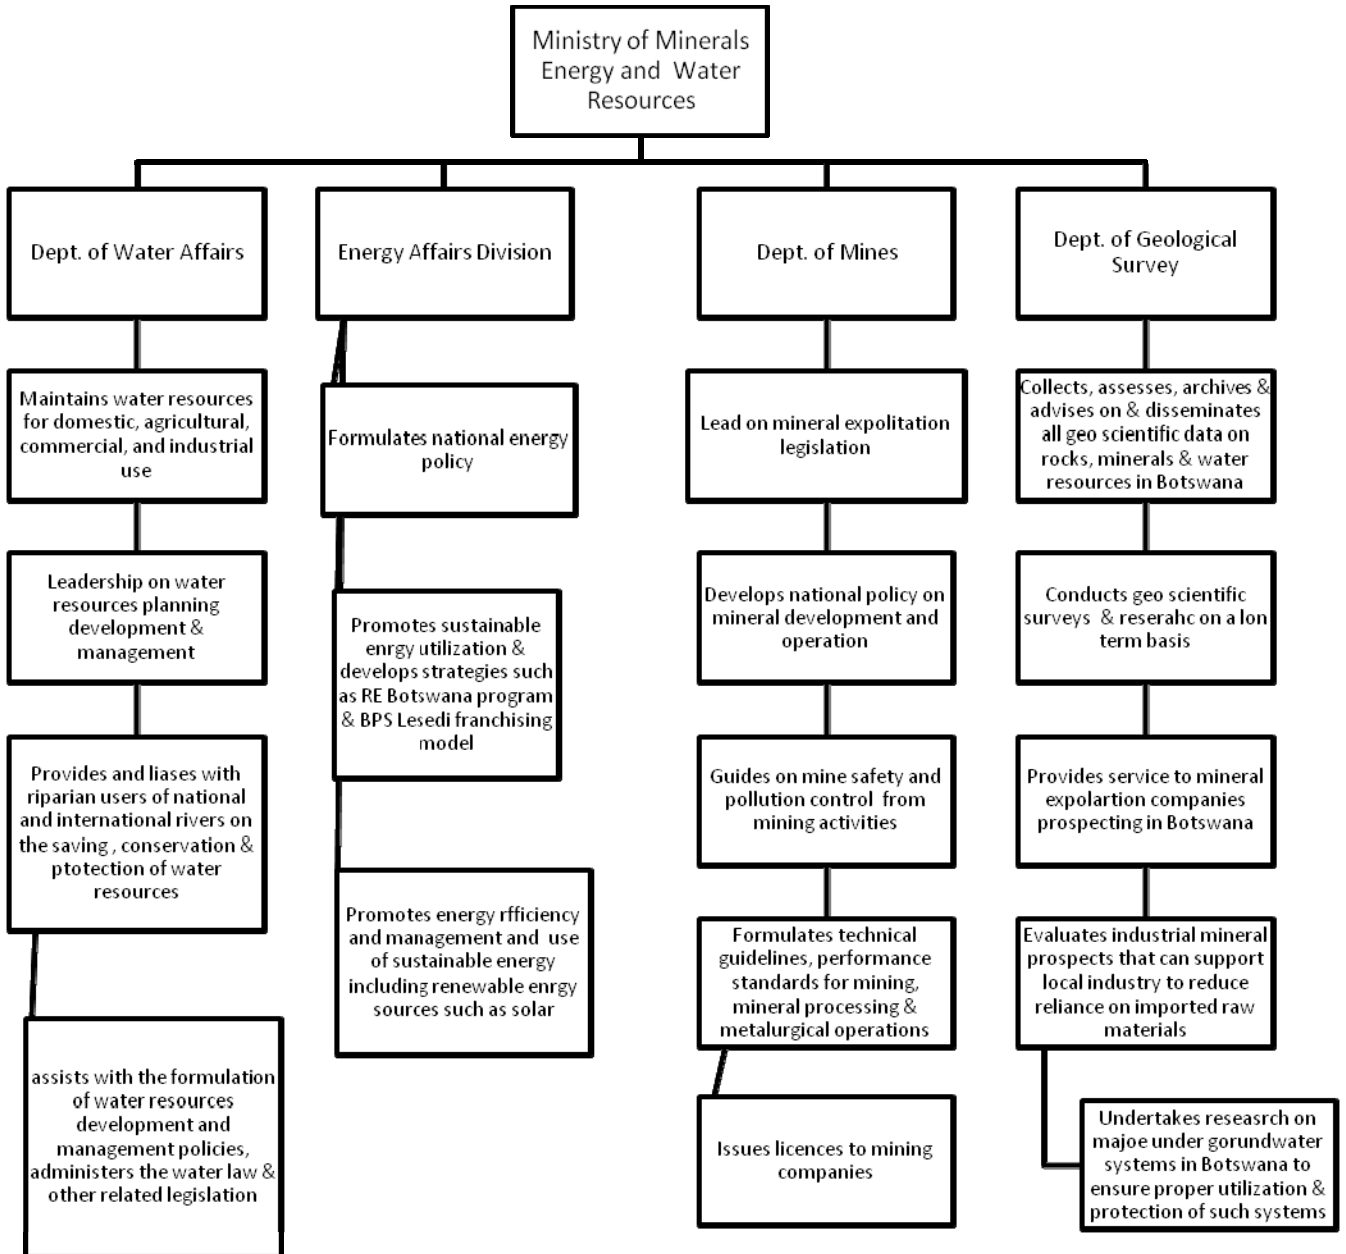 Ministry of Minerals
Energy and Water
Resources
Dept. of Water Affairs
Maintains water resources
for domestic, agricultural,
commercial, and industrial
use
Leadership on water
resources planning
development &
management
Provides and liases with
riparian users of national
and international rivers on
the saving , conservation &
ptotection of water
resources
assists with the formulation
of water resources
development and
management policies,
administers the water law &
other related legislation
Energy Affairs Division
Formulates national energy
policy
Promotes sustainable
enrgy utilization &
develops strategies such
as RE Botswana program
& BPS Lesedi franchising
model
Promotes energy rfficiency
and management and use
of sustainable energy
including renewable enrgy
sources such as solar
Dept. of Mines
Lead on mineral expolitation
legislation
Develops national policy on
mineral development and
operation
Guides on mine safety and
pollution control from
mining activities
Formulates technical
guidelines, performance
standards for mining,
mineral processing &
metalurgical operations
Issues licences to mining
companies
Dept. of Geological
Survey
Collects, assesses, archives &
advises on & disseminates
all geo scientific data on
rocks, minerals & water
resources in Botswana
Conducts geo scientific
surveys & reserahc on a lon
term basis
Provides service to mineral
expolartion companies
prospecting in Botswana
Evaluates industrial mineral
prospects that can support
local industry to reduce
reliance on imported raw
materials
Undertakes reseasrch on
majoe under gorundwater
systems in Botswana to
ensure proper utilization &
protection of such systems